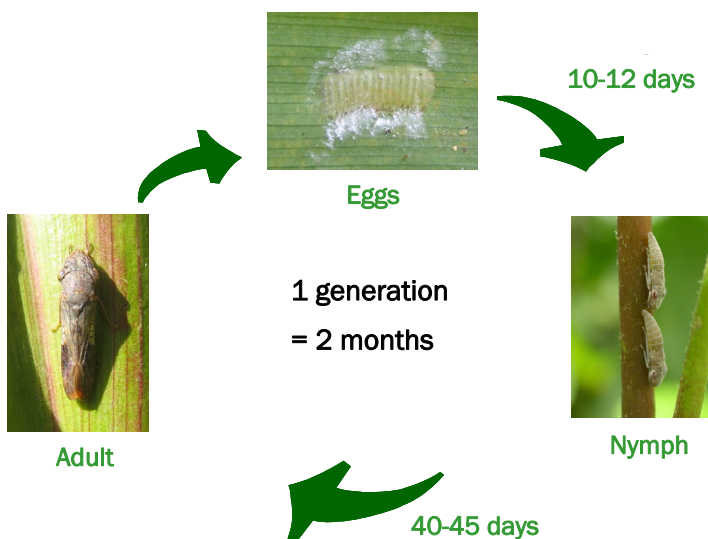 10-12 days
Eggs
1 generation
= 2 months
Nymph
Adult
40-45 days